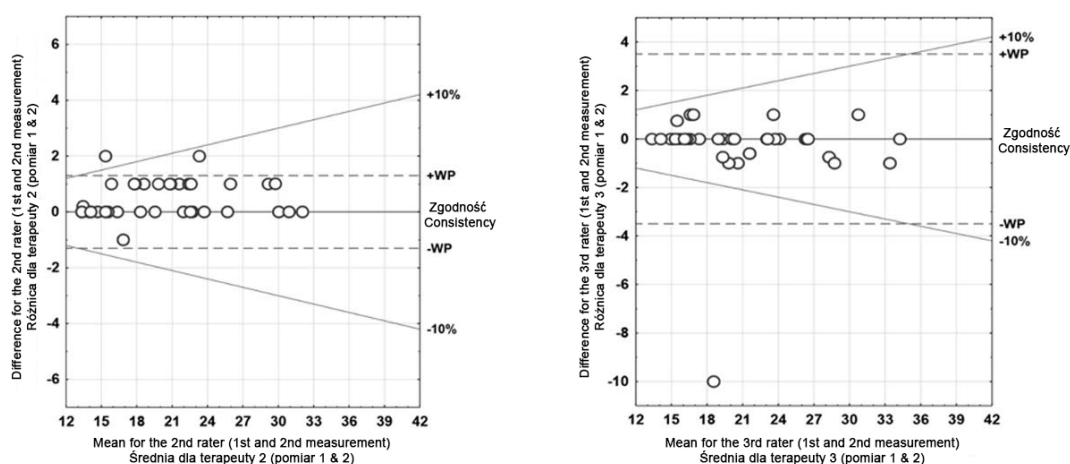 Difference for the 2nd rater (1st and 2nd measurement)
Różnica dla terapeuty 2 (pomiar 1 & 2)
6
4
2
0
-2
-4
-6
+10%
+WP
Zgodność
Consistency
-WP
-10%
12 15 18 21 24 27 30 33 36 39 42
Mean for the 2nd rater (1st and 2nd measurement)
Średnia dla terapeuty 2 (pomiar 1 & 2)
Difference for the 3rd rater (1st and 2nd measurement)
Różnica dla terapeuty 3 (pomiar 1 & 2)
4
2
0
-2
-4
-6
-8
-10
+10%
+WP
Zgodność
Consistency
-WP
-10%
12 15 18 21 24 27 30 33 36 39 42
Mean for the 3rd rater (1st and 2nd measurement)
Średnia dla terapeuty 3 (pomiar 1 & 2)